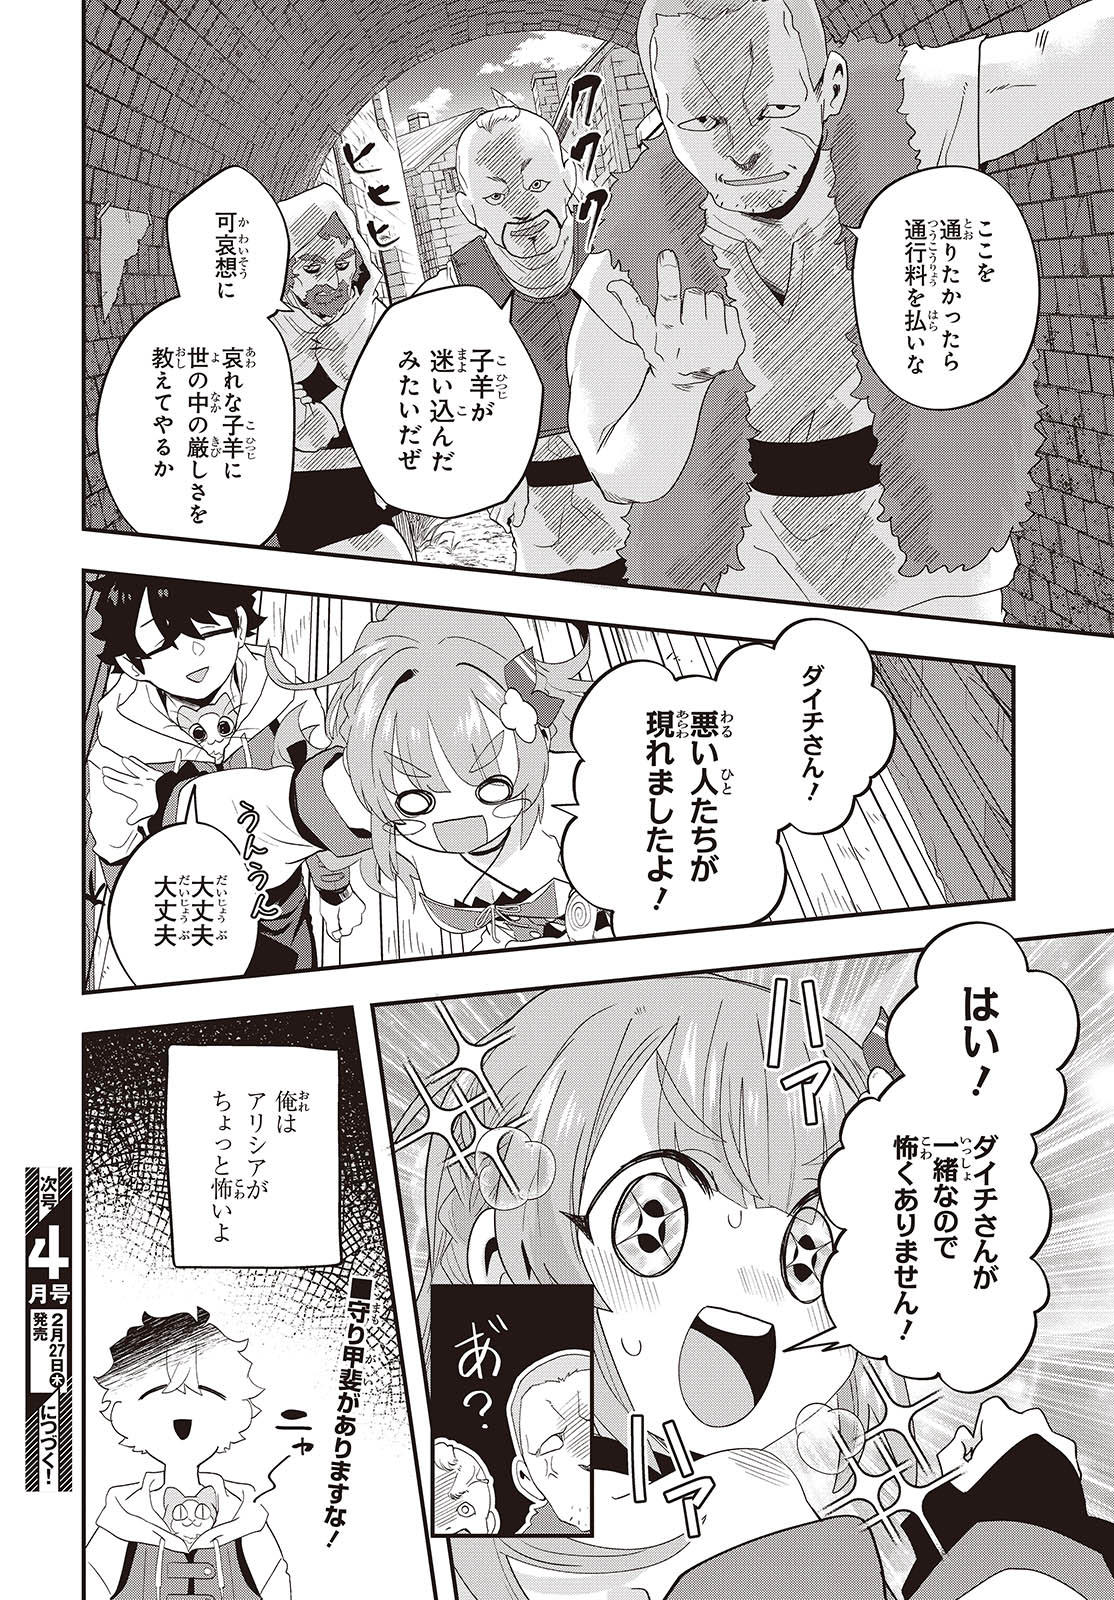 ここを
通りたかったら
通行料を払いな
ククク
子羊が
迷い込んだ
みたいだぜ
ヒヒヒ
可哀想に
哀れな子羊に
世の中の厳しさを
教えてやるか
ダイチさん！
悪い人たちが
現れましたよ！
うんうん
大丈夫
大丈夫
はい！
ダイチさんが
一緒なので
怖くありません！
パァ
パァ
あ？
俺は
アリシアが
ちょっと怖いよ
ニャ
■守り甲斐がありますな！
次号4月号2月27日(木)発売につづく！